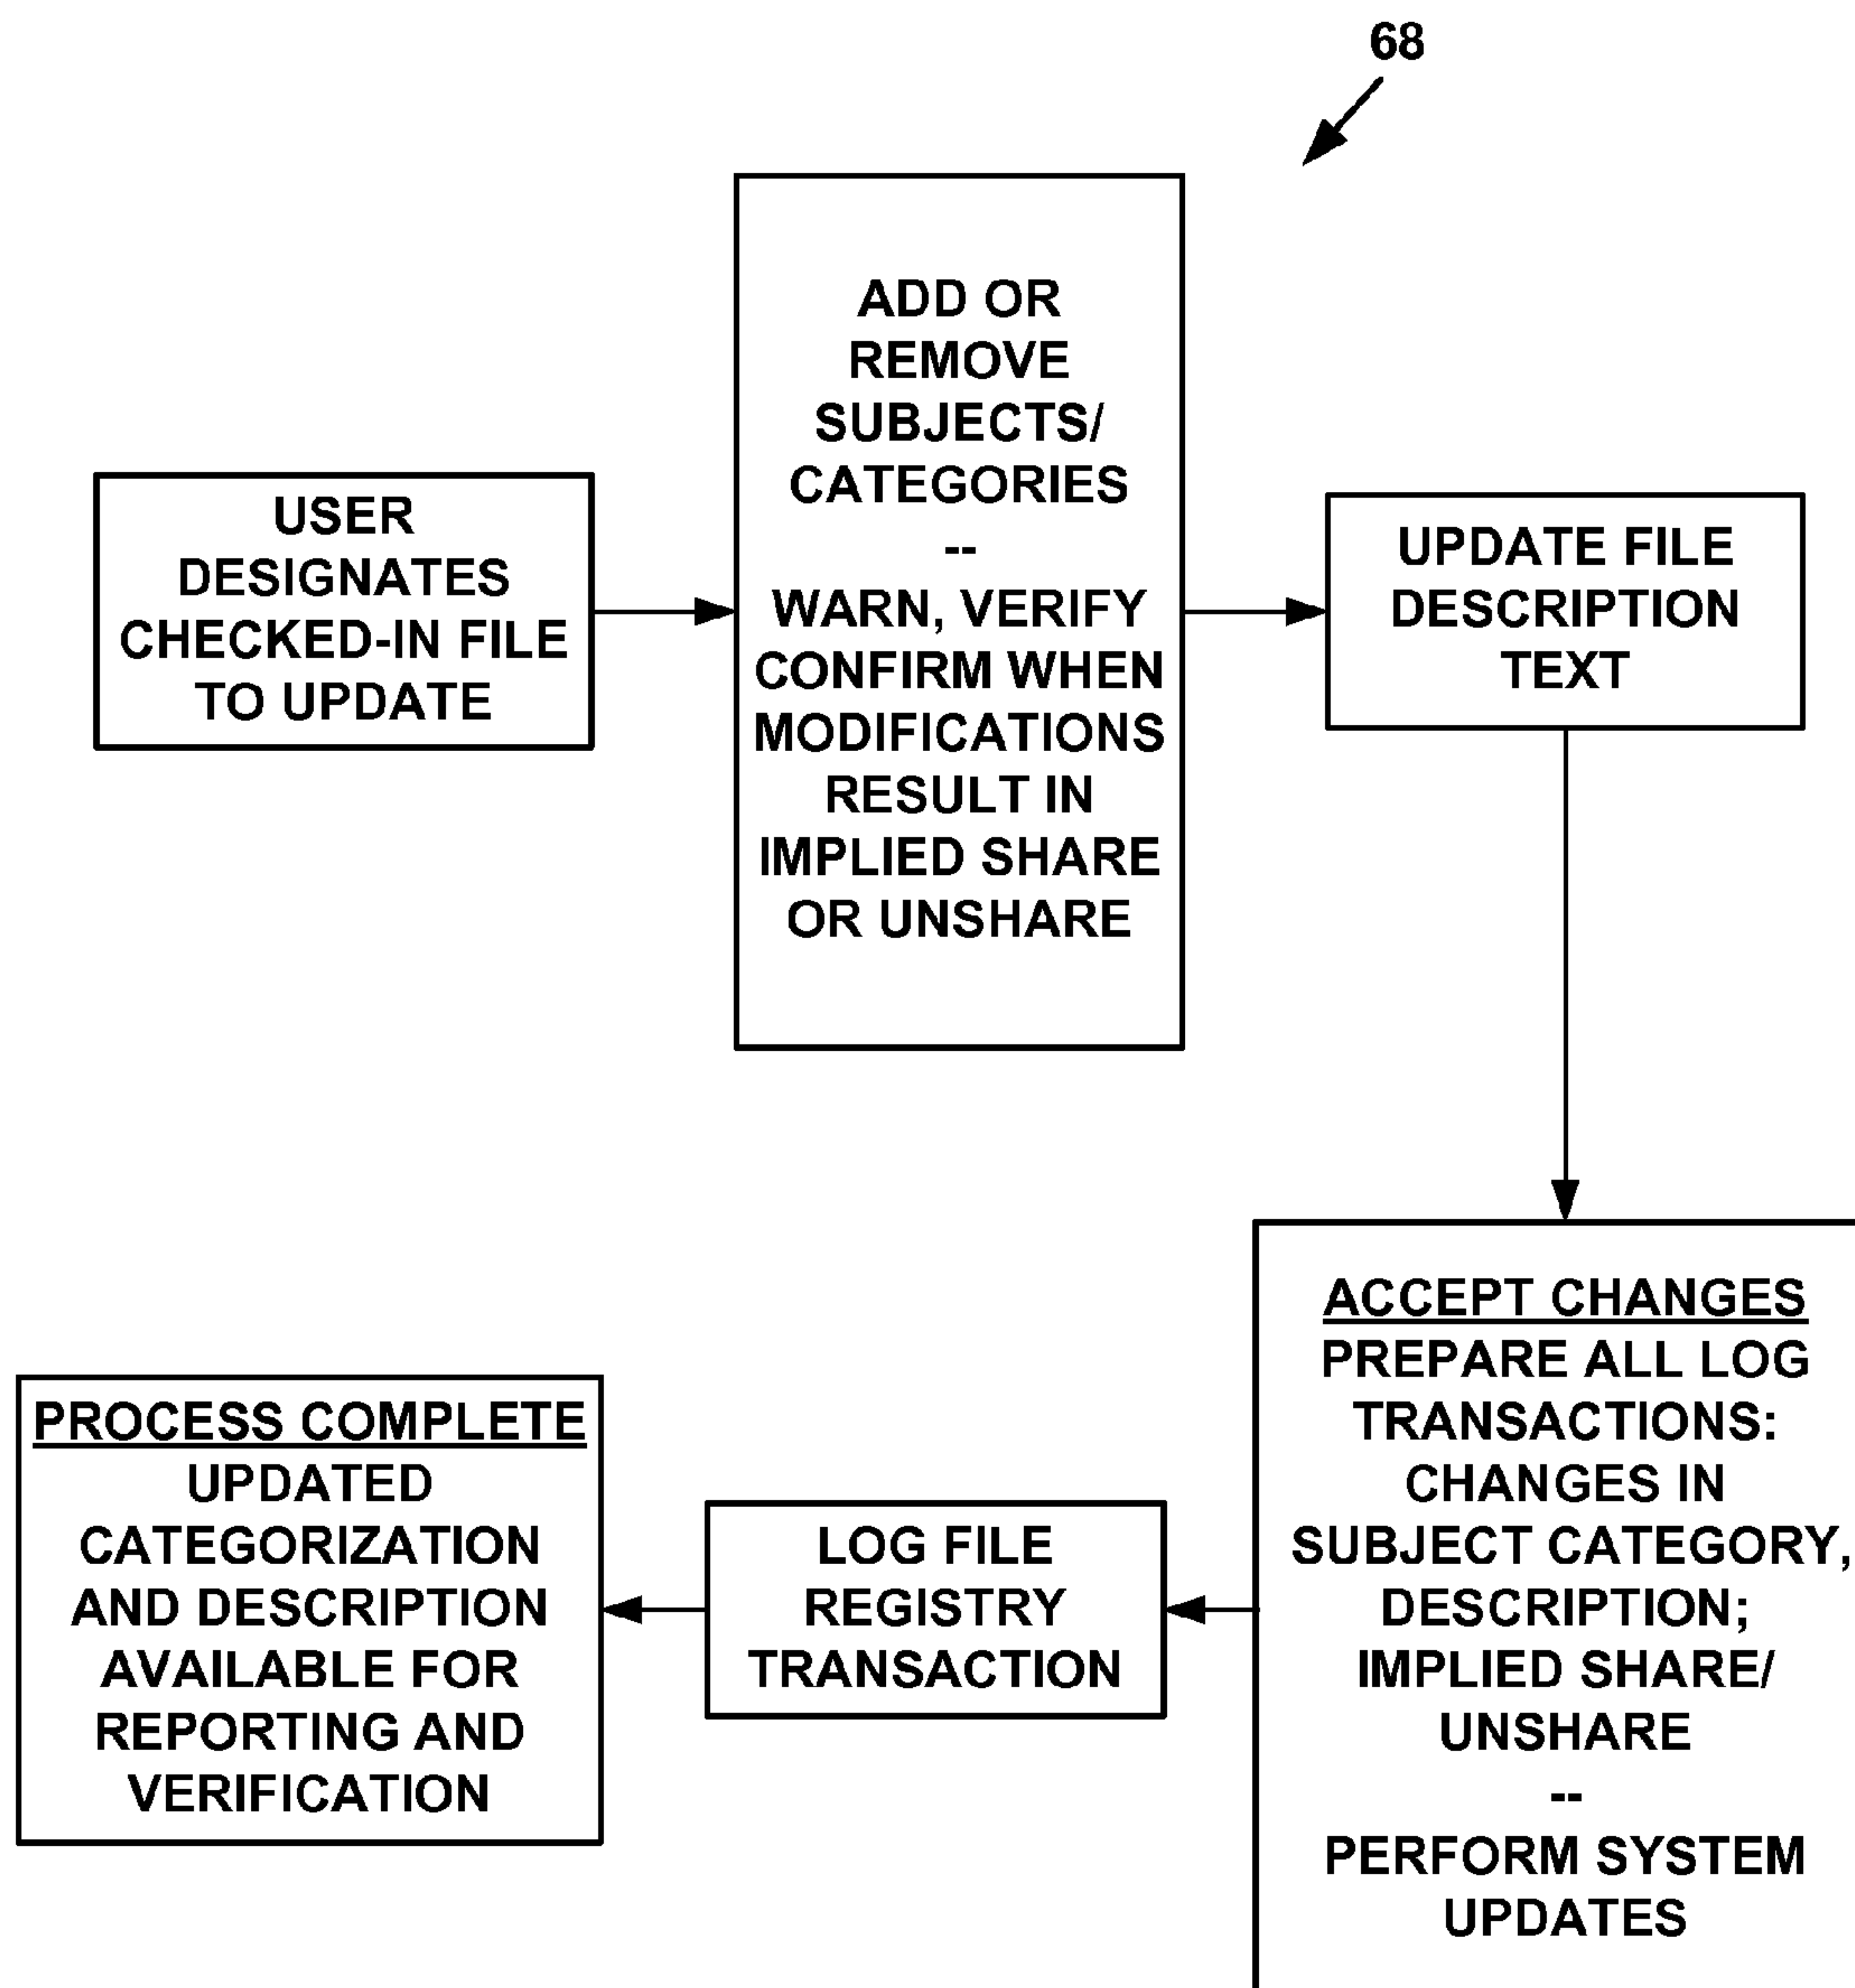 68
USER
DESIGNATES
CHECKED-IN FILE
TO UPDATE
ADD OR
REMOVE
SUBJECTS/
CATEGORIES
--
WARN, VERIFY
CONFIRM WHEN
MODIFICATIONS
RESULT IN
IMPLIED SHARE
OR UNSHARE
UPDATE FILE
DESCRIPTION
TEXT
ACCEPT CHANGES
PREPARE ALL LOG
TRANSACTIONS:
CHANGES IN
SUBJECT CATEGORY,
DESCRIPTION;
IMPLIED SHARE/
UNSHARE
--
PERFORM SYSTEM
UPDATES
LOG FILE
REGISTRY
TRANSACTION
PROCESS COMPLETE
UPDATED
CATEGORIZATION
AND DESCRIPTION
AVAILABLE FOR
REPORTING AND
VERIFICATION